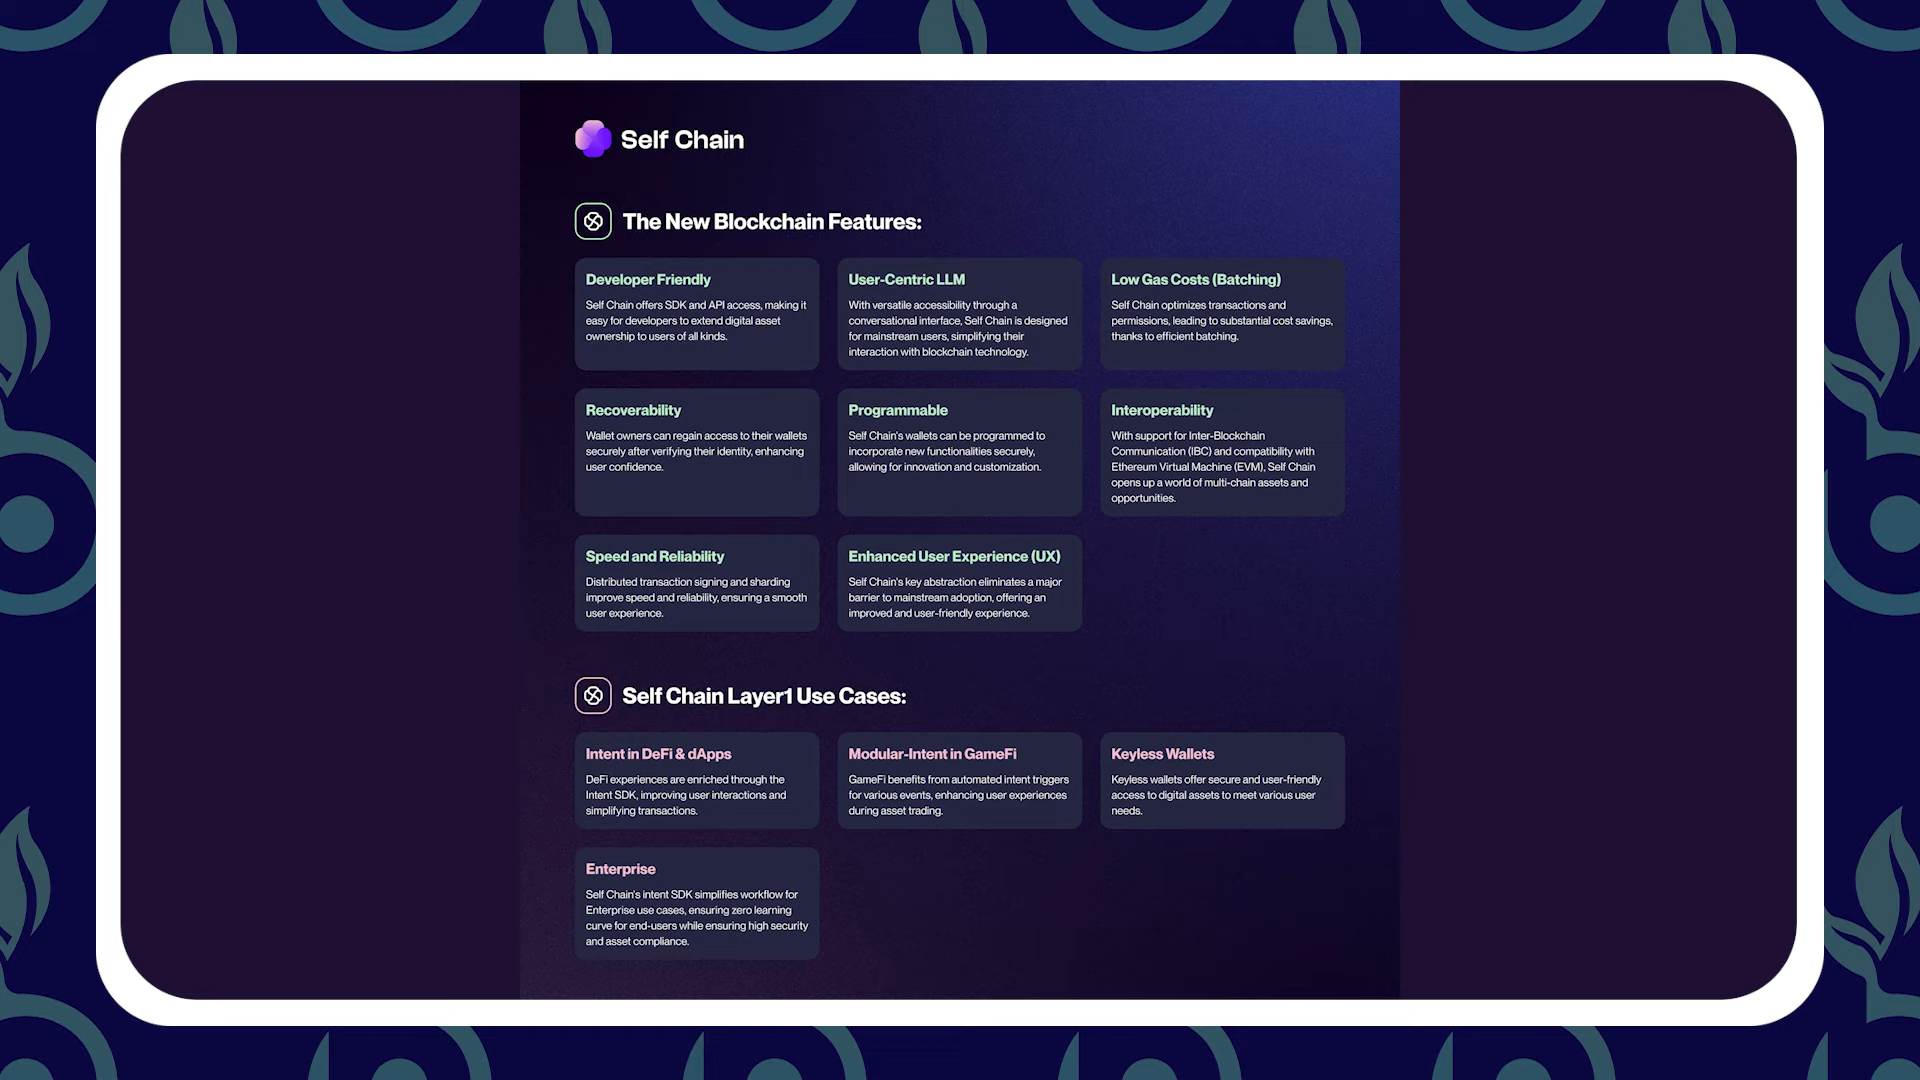 Self Chain
The New Blockchain Features:
Developer Friendly
Self Chain offers SDK and API access, making it
easy for developers to extend digital asset
ownership to users of all kinds.
User-Centric LLM
With versatile accessibility through a
conversational interface, Self Chain is designed
for mainstream users, simplifying their
interaction with blockchain technology.
Low Gas Costs (Batching)
Self Chain optimizes transactions and
permissions, leading to substantial cost savings,
thanks to efficient batching.
Recoverability
Wallet owners can regain access to their wallets
securely after verifying their identity, enhancing
user confidence.
Programmable
Self Chain's wallets can be programmed to
incorporate new functionalities securely,
allowing for innovation and customization.
Interoperability
With support for Inter-Blockchain
Communication (IBC) and compatibility with
Ethereum Virtual Machine (EVM), Self Chain
opens up a world of multi-chain assets and
opportunities.
Speed and Reliability
Distributed transaction signing and sharding
improve speed and reliability, ensuring a smooth
user experience.
Enhanced User Experience (UX)
Self Chain's key abstraction eliminates a major
barrier to mainstream adoption, offering an
improved and user-friendly experience.
Self Chain Layer1 Use Cases:
Intent in DeFi & dApps
DeFi experiences are enriched through the
Intent SDK, improving user interactions and
simplifying transactions.
Modular-Intent in GameFi
GameFi benefits from automated intent triggers
for various events, enhancing user experiences
during asset trading.
Keyless Wallets
Keyless wallets offer secure and user-friendly
access to digital assets to meet various user
needs.
Enterprise
Self Chain's intent SDK simplifies workflow for
Enterprise use cases, ensuring zero learning
curve for end-users while ensuring high security
and asset compliance.